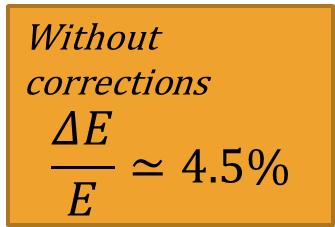 Without
corrections
ΔE/E ≃ 4.5%